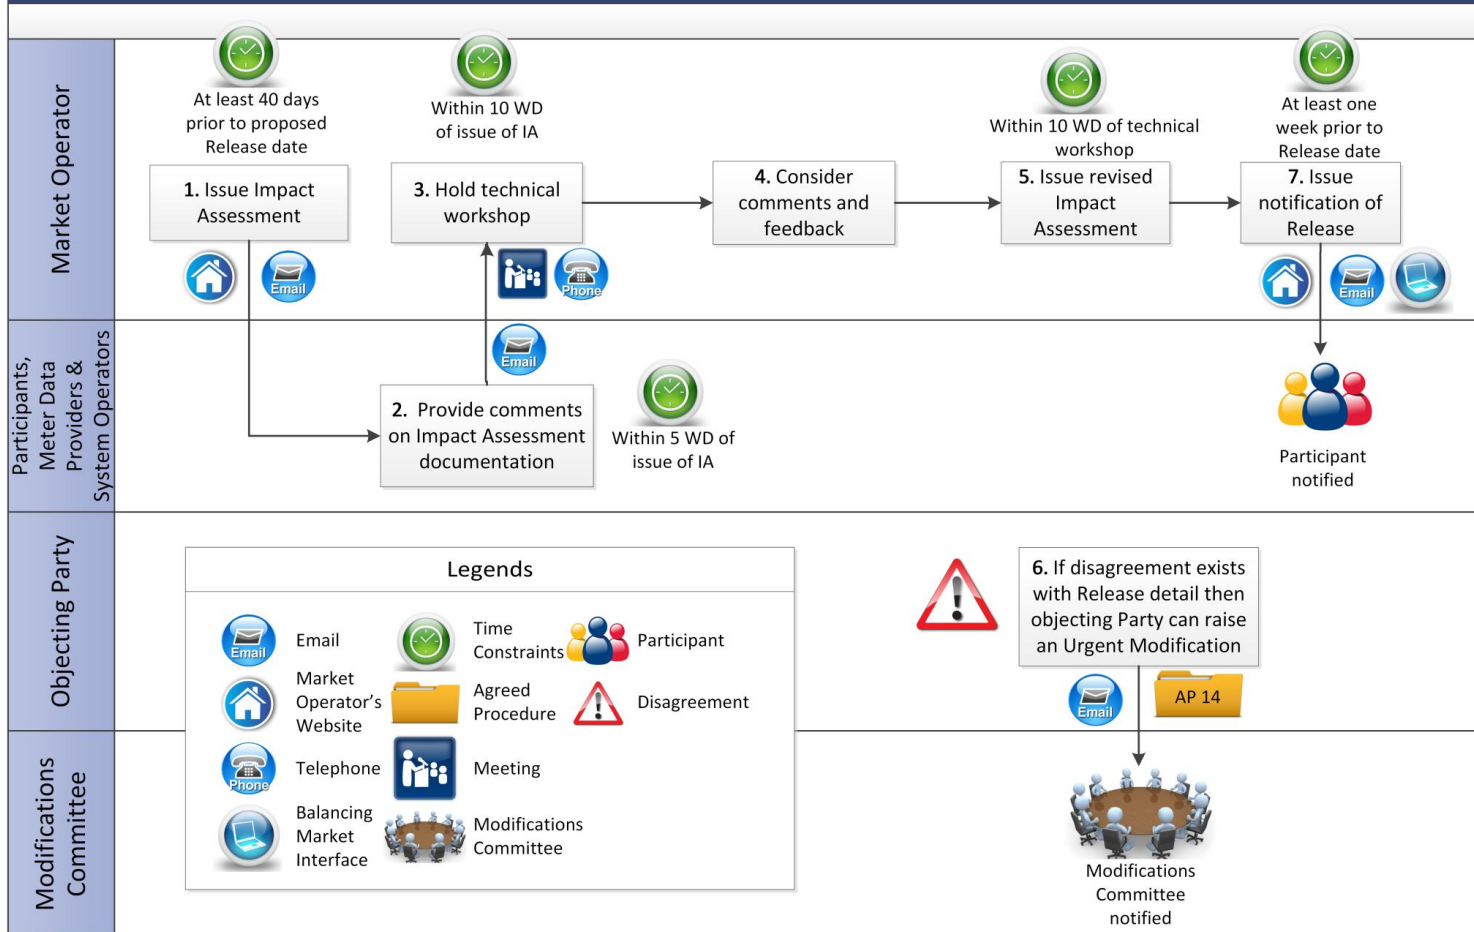 Market Operator
At least 40 days
prior to proposed
Release date
1. Issue Impact
Assessment
Email
Within 10 WD
of issue of IA
3. Hold technical
workshop
Phone
4. Consider
comments and
feedback
Within 10 WD of technical
workshop
5. Issue revised
Impact
Assessment
At least one
week prior to
Release date
7. Issue
notification of
Release
Email
Participants,
Meter Data
Providers &
System Operators
Email
2. Provide comments
on Impact Assessment
documentation
Within 5 WD of
issue of IA
Participant
notified
Objecting Party
Legends
Email
Email
Time
Constraints
Participant
Market
Operator's
Website
Agreed
Procedure
Disagreement
Phone
Telephone
Meeting
Balancing
Market
Interface
Modifications
Committee
6. If disagreement exists
with Release detail then
objecting Party can raise
an Urgent Modification
Email
AP 14
Modifications
Committee
Modifications
Committee
notified